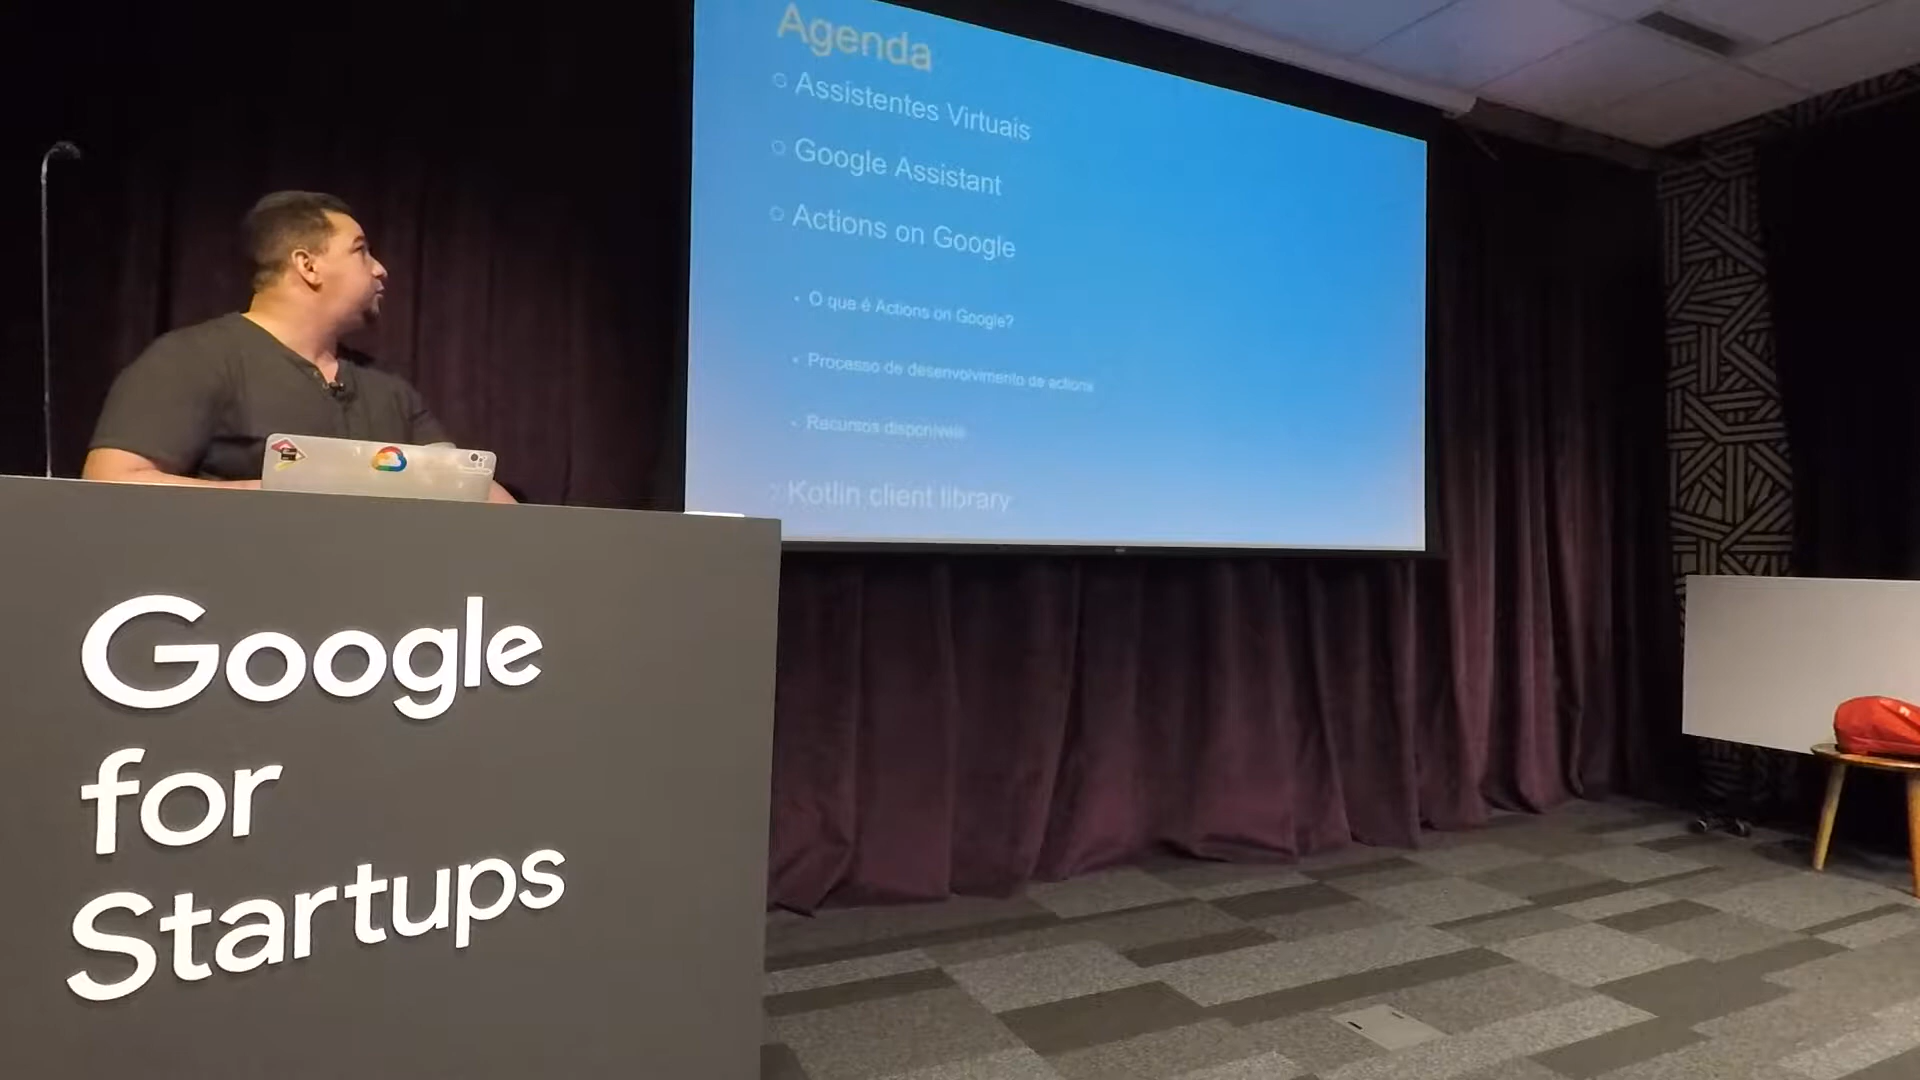 Agenda
Assistentes Virtuais
Google Assistant
Actions on Google
O que é Actions on Google?
Processo de desenvolvimento de actions
Recursos disponíveis
Kotlin client library
Google
for
Startups